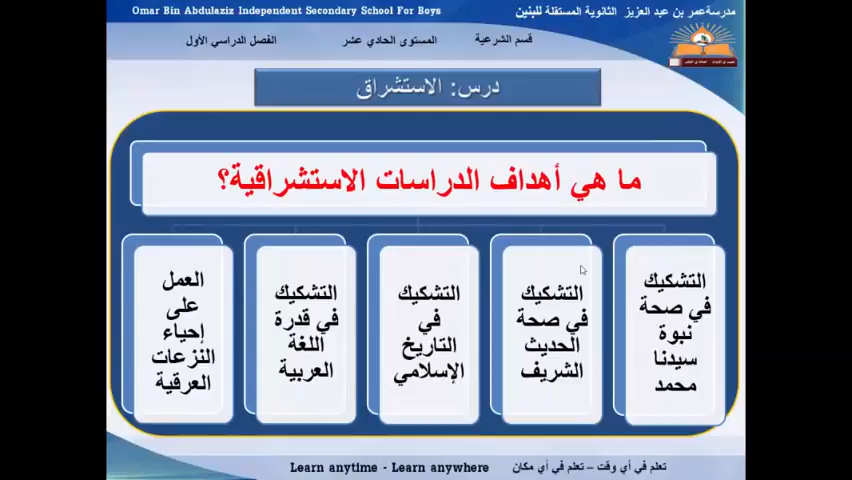 Omar Bin Abdulaziz Independent Secondary School For Boys
مدرسةعمر بن عبد العزيز الثانوية المستقلة للبنين
قسم الشرعية
المستوى الحادي عشر
الفصل الدراسي الأول
درس: الاستشراق
ما هي أهداف الدراسات الاستشراقية؟
التشكيك
في صحة
نبوة
سيدنا
محمد
التشكيك
في صحة
الحديث
الشريف
التشكيك
في
التاريخ
الإسلامي
التشكيك
في قدرة
اللغة
العربية
العمل
على
إحياء
النزعات
العرقية
Learn anytime - Learn anywhere
تعلم في أي وقت – تعلم في أي مكان